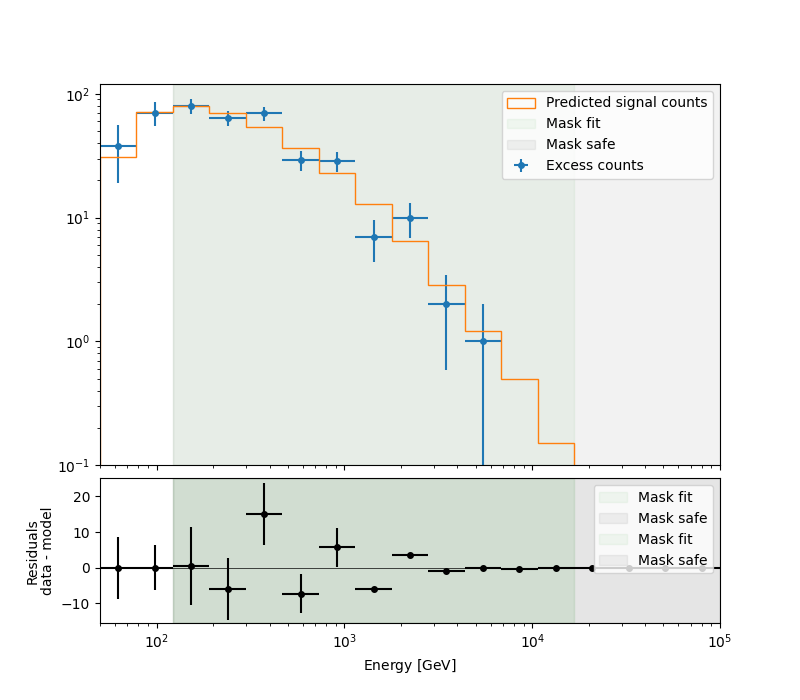 10²
10¹
10⁰
10⁻¹
Predicted signal counts
Mask fit
Mask safe
Excess counts
Residuals
data - model
20
10
0
−10
Mask fit
Mask safe
Mask fit
Mask safe
10²
10³
10⁴
10⁵
Energy [GeV]